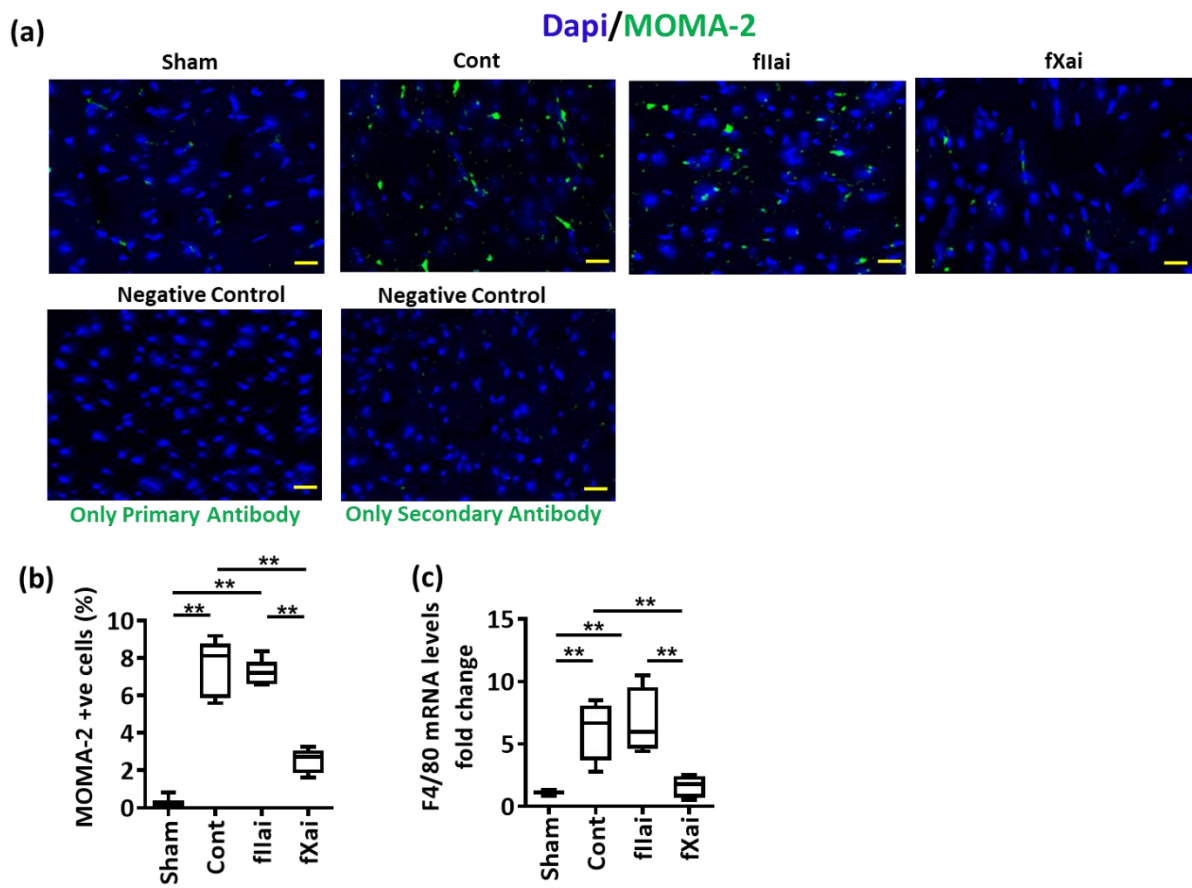 (a)
Dapi/MOMA-2
Sham
Cont
fIIai
fXai
Negative Control
Negative Control
Only Primary Antibody
Only Secondary Antibody
(b)
MOMA-2 +ve cells (%)
10
8
6
4
2
0
**
**
**
**
Sham
Cont
fIIai
fXai
(c)
F4/80 mRNA levels
fold change
15
10
5
0
**
**
**
**
Sham
Cont
fIIai
fXai